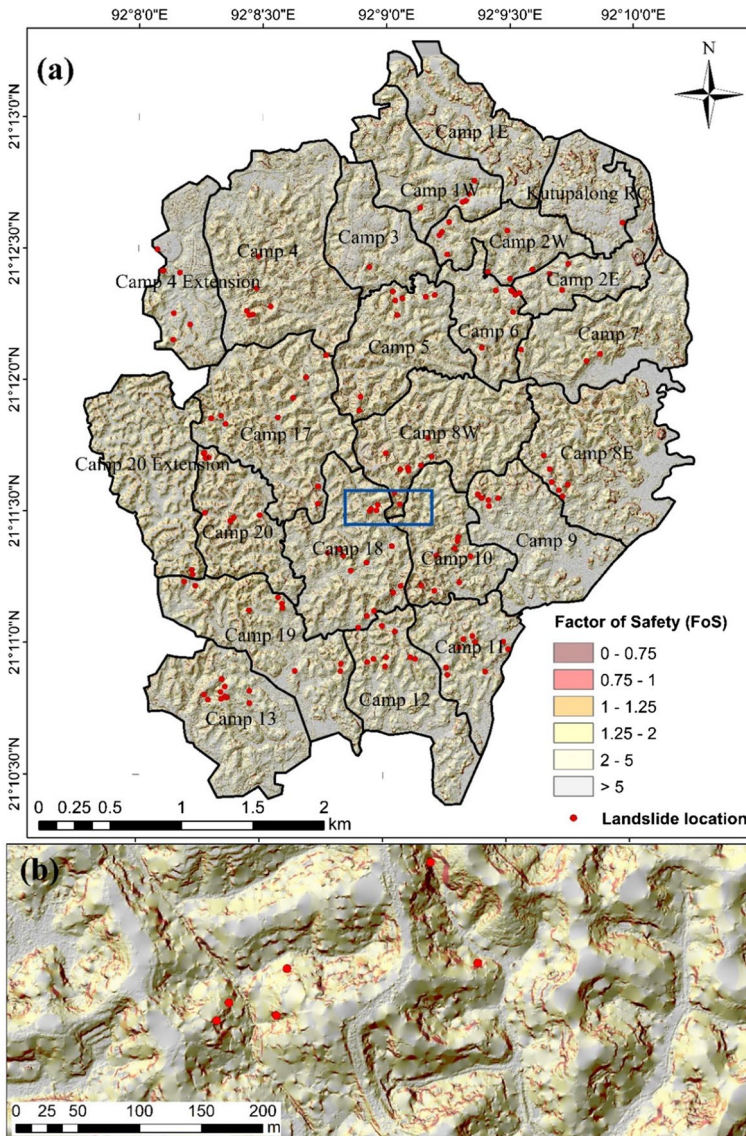 92°8'0"E 92°8'30"E 92°9'0"E 92°9'30"E 92°10'0"E
(a)
N
21°13'0"N
Camp 1E
Camp 1W
Kutupalong RC
21°12'30"N
Camp 3
Camp 2W
Camp 4
Camp 4 Extension
Camp 2E
Camp 6
Camp 7
Camp 5
21°12'0"N
Camp 17
Camp 8W
Camp 8E
Camp 20 Extension
21°11'30"N
Camp 20
Camp 18
Camp 9
Camp 10
21°11'0"N
Camp 19
Camp 11
Camp 12
Camp 13
21°10'30"N
Factor of Safety (FoS)
0 - 0.75
0.75 - 1
1 - 1.25
1.25 - 2
2 - 5
> 5
Landslide location
0 0.25 0.5 1 1.5 2
km
(b)
0 25 50 100 150 200
m